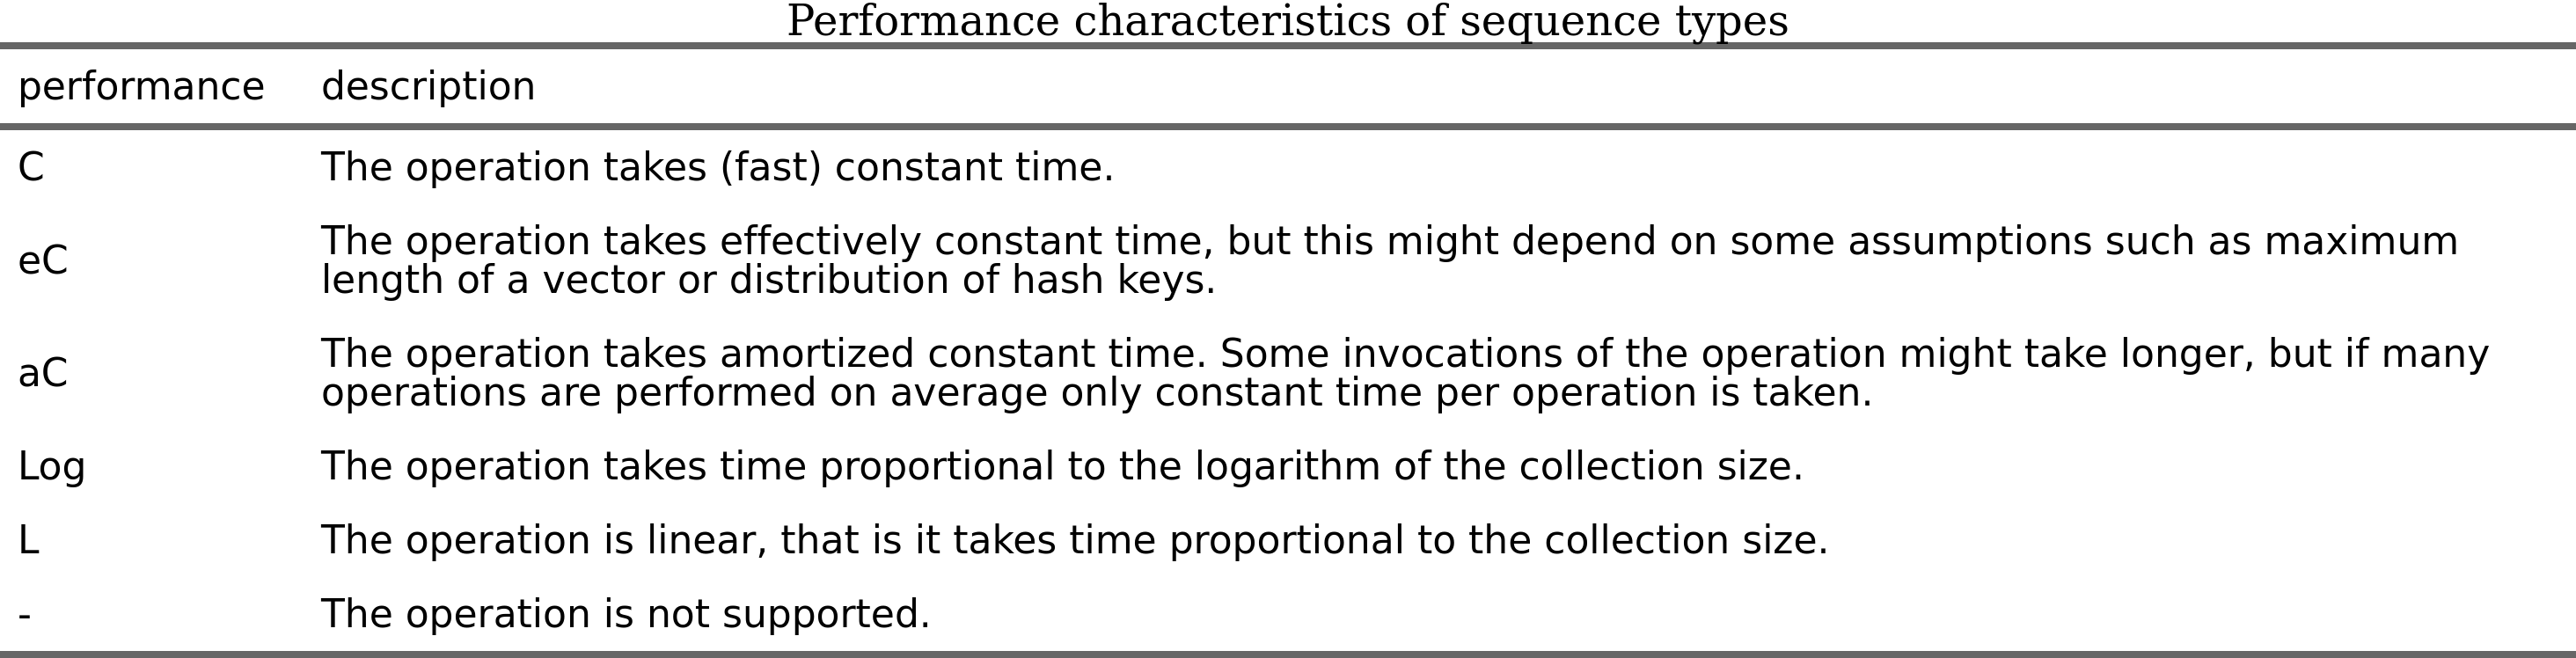 Performance characteristics of sequence types
performance description
C The operation takes (fast) constant time.
eC The operation takes effectively constant time, but this might depend on some assumptions such as maximum
length of a vector or distribution of hash keys.
aC The operation takes amortized constant time. Some invocations of the operation might take longer, but if many
operations are performed on average only constant time per operation is taken.
Log The operation takes time proportional to the logarithm of the collection size.
L The operation is linear, that is it takes time proportional to the collection size.
- The operation is not supported.